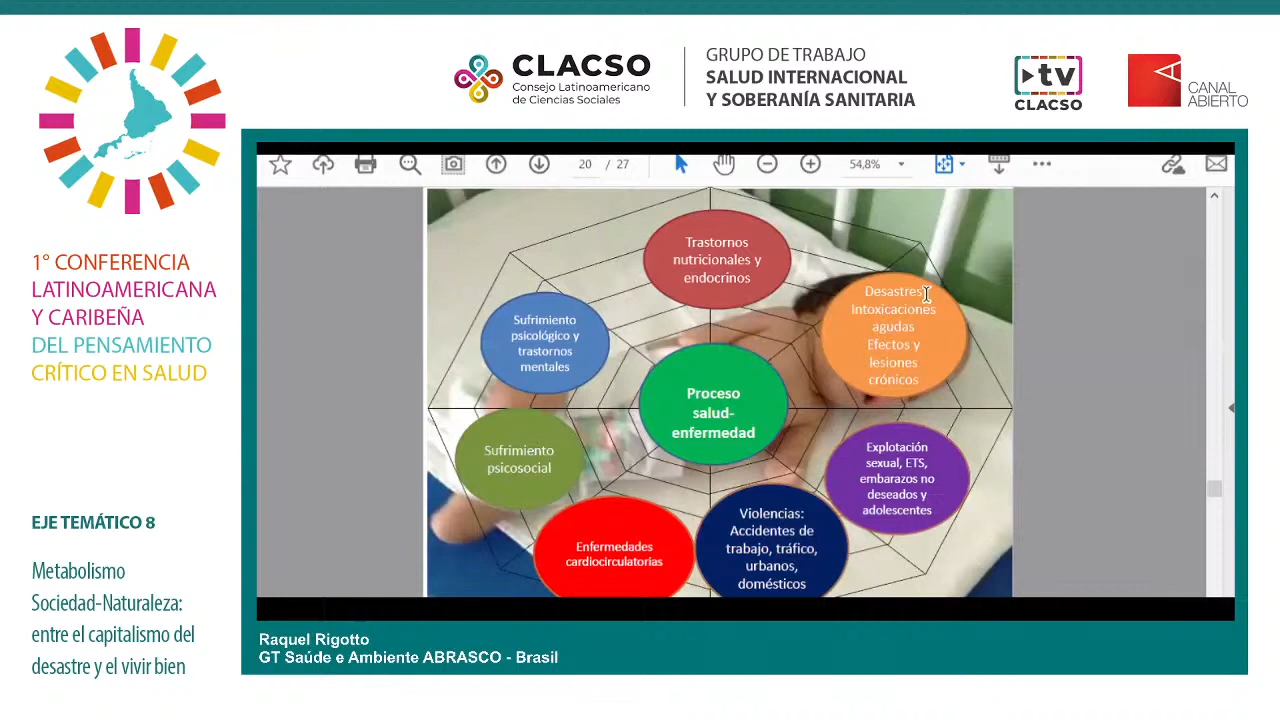 CLACSO
Consejo Latinoamericano
de Ciencias Sociales
GRUPO DE TRABAJO
SALUD INTERNACIONAL
Y SOBERANÍA SANITARIA
tv
CLACSO
CANAL
ABIERTO
1° CONFERENCIA
LATINOAMERICANA
Y CARIBEÑA
DEL PENSAMIENTO
CRÍTICO EN SALUD
EJE TEMÁTICO 8
Metabolismo
Sociedad-Naturaleza:
entre el capitalismo del
desastre y el vivir bien
20 / 27
54,8%
Trastornos
nutricionales y
endocrinos
Desastres
Intoxicaciones
agudas
Efectos y
lesiones
crónicos
Sufrimiento
psicológico y
trastornos
mentales
Proceso
salud-
enfermedad
Explotación
sexual, ETS,
embarazos no
deseados y
adolescentes
Sufrimiento
psicosocial
Violencias:
Accidentes de
trabajo, tráfico,
urbanos,
domésticos
Enfermedades
cardiocirculatorias
Raquel Rigotto
GT Saúde e Ambiente ABRASCO - Brasil